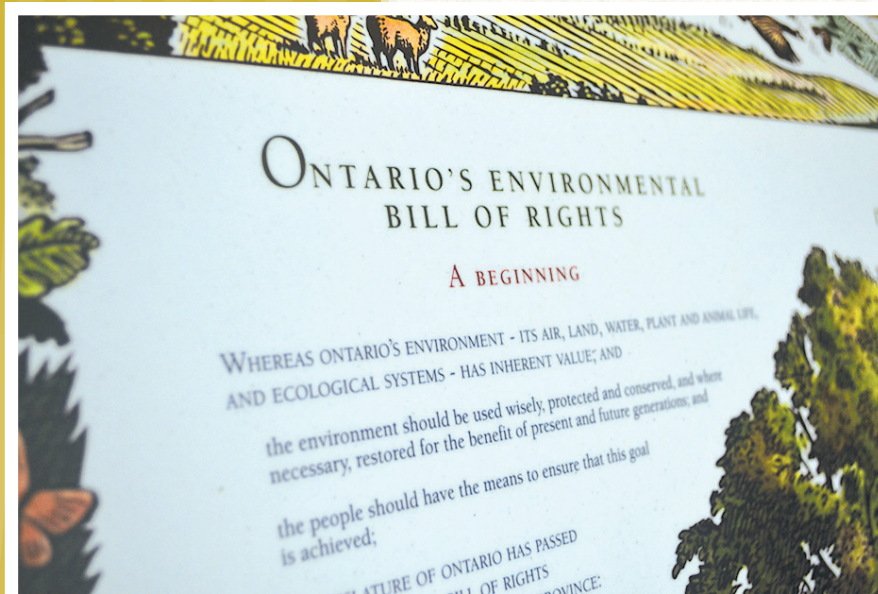 ONTARIO'S ENVIRONMENTAL
BILL OF RIGHTS
A BEGINNING
WHEREAS ONTARIO'S ENVIRONMENT - ITS AIR, LAND, WATER, PLANT AND ANIMAL LIFE,
AND ECOLOGICAL SYSTEMS - HAS INHERENT VALUE; AND
the environment should be used wisely, protected and conserved, and where
necessary, restored for the benefit of present and future generations; and
the people should have the means to ensure that this goal
is achieved;
LATURE OF ONTARIO HAS PASSED
BILL OF RIGHTS
PROVINCE: